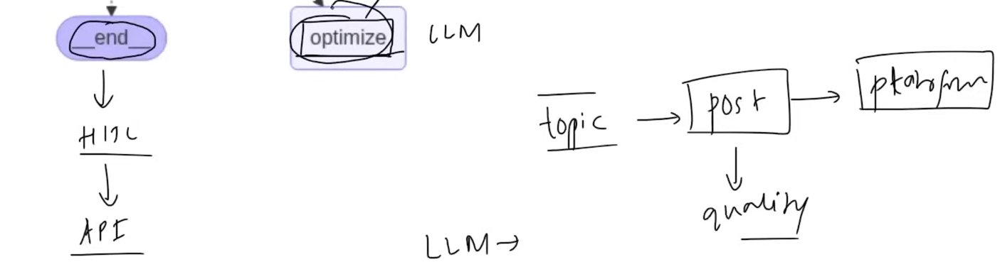 __end__
optimize
LLM
topic → post → platform
HITL
quality
API
LLM →